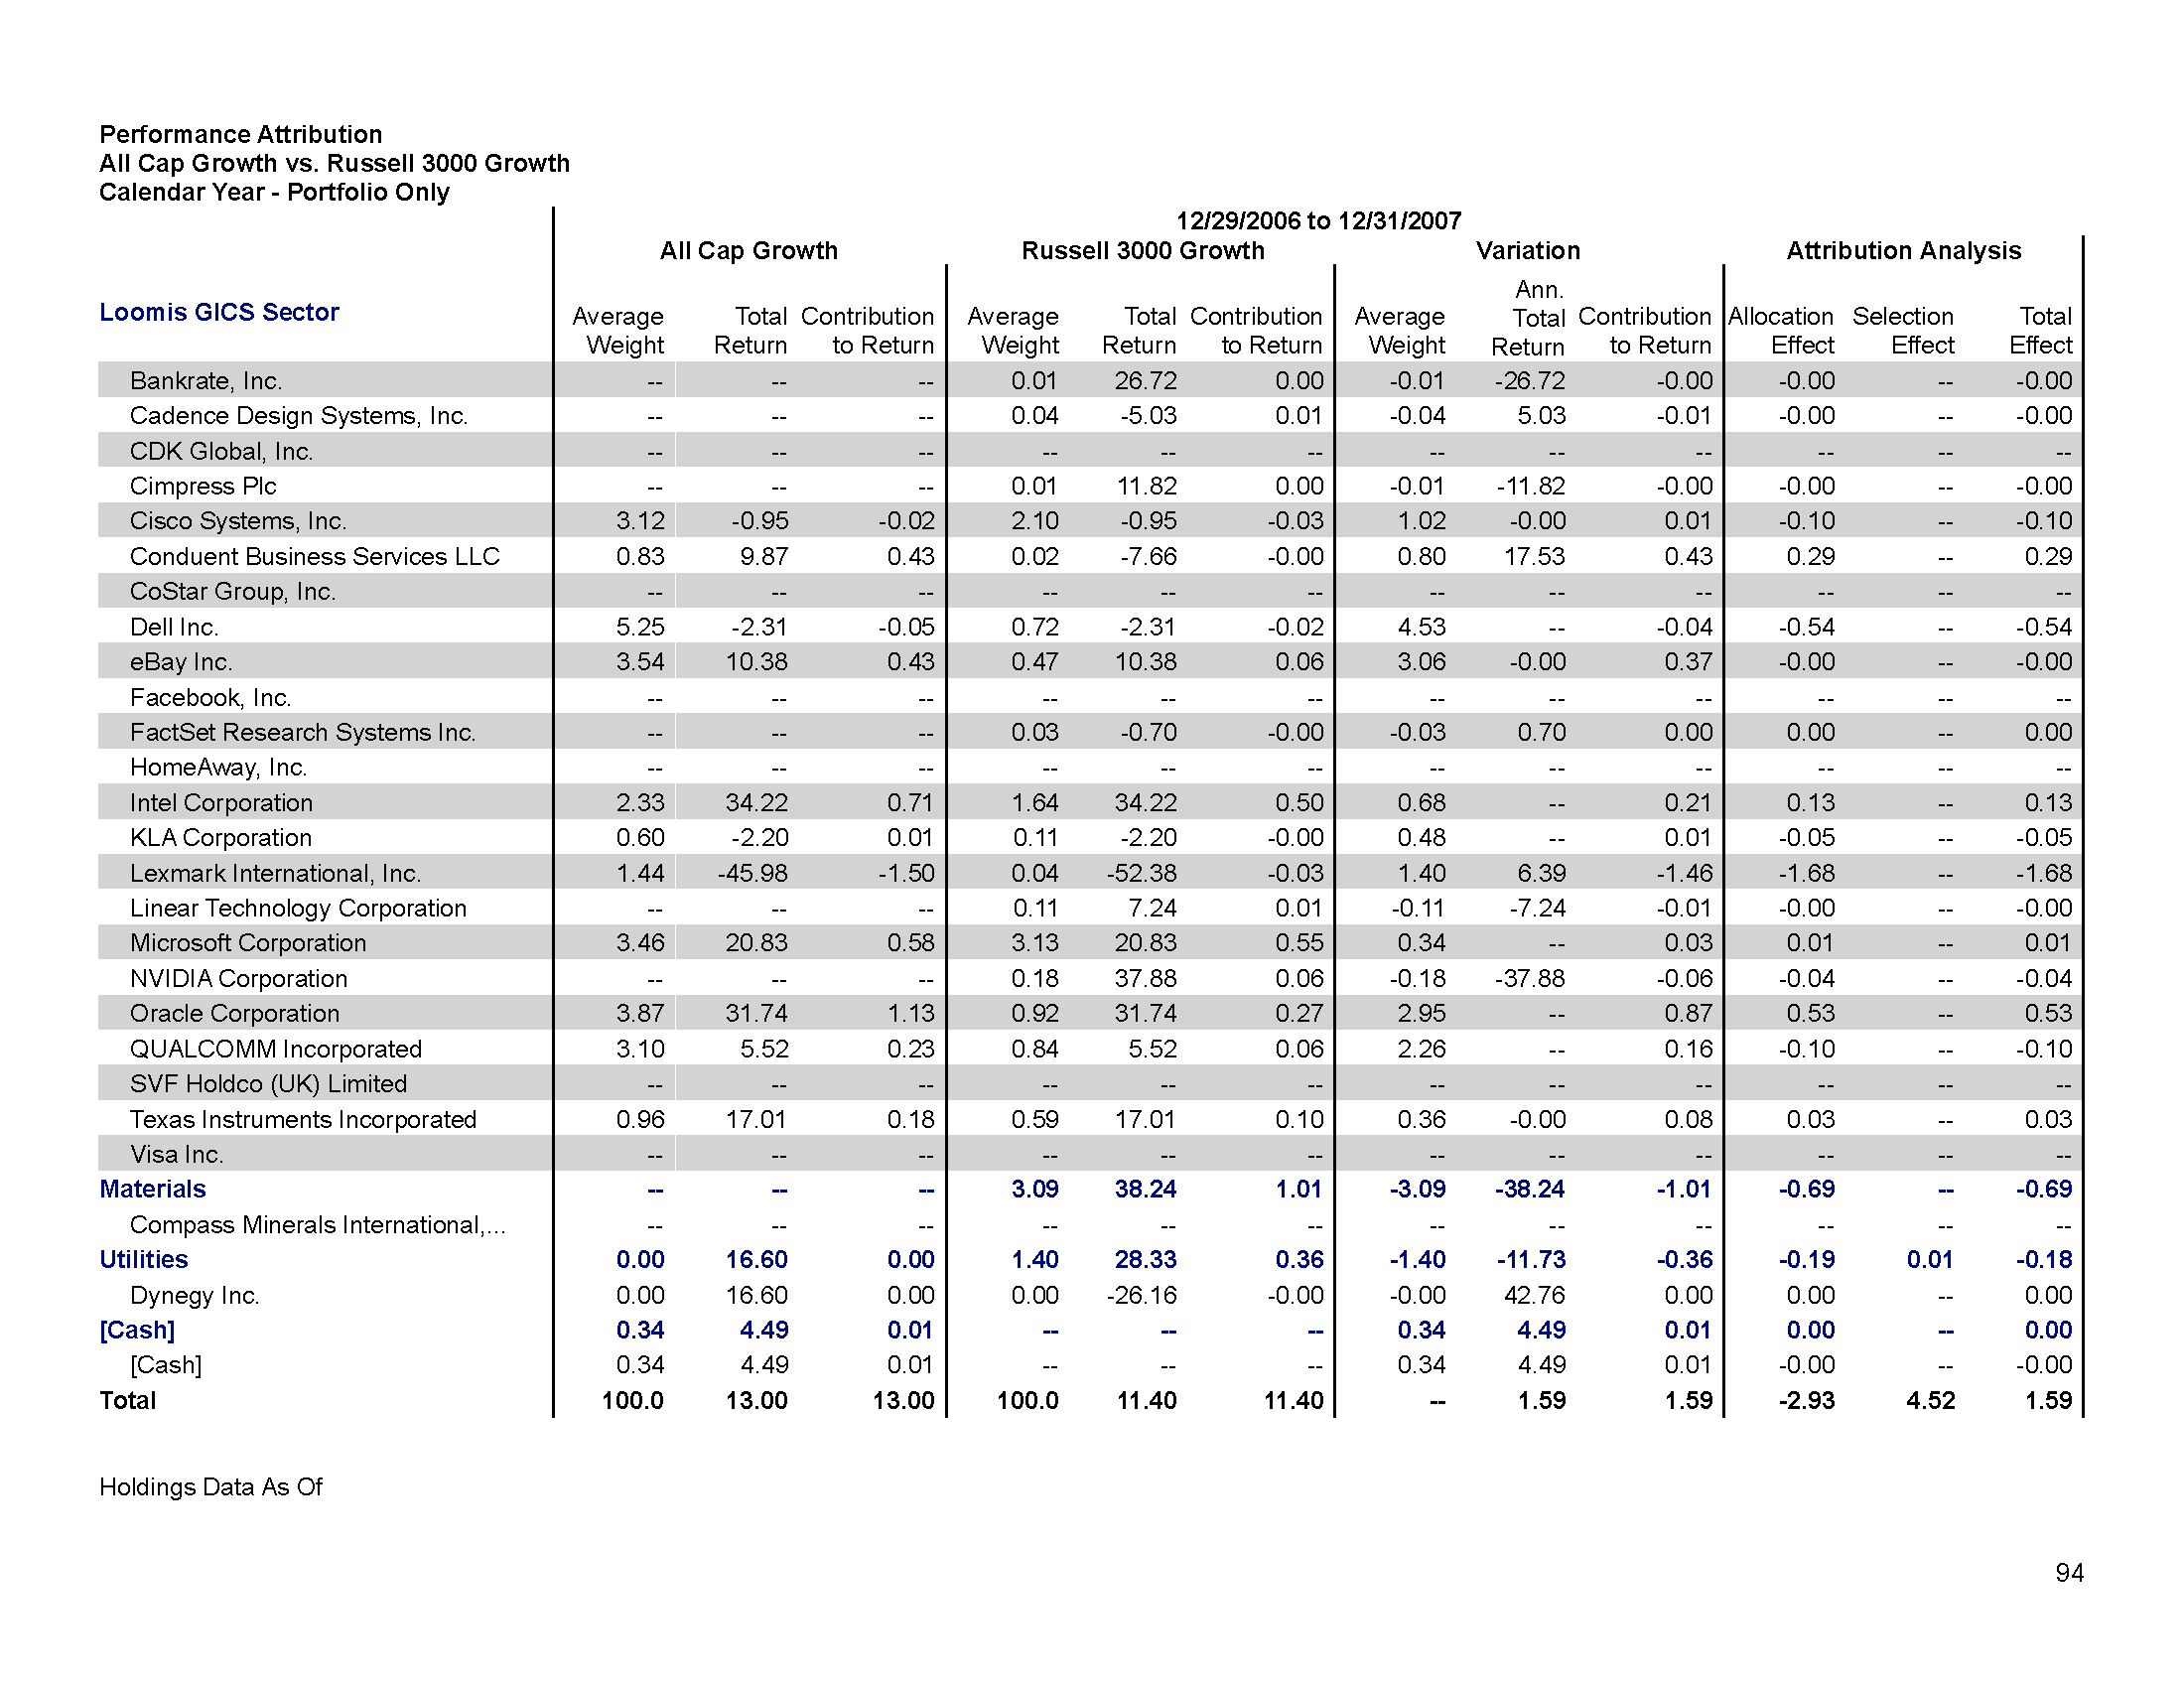 Performance Attribution
All Cap Growth vs. Russell 3000 Growth
Calendar Year - Portfolio Only
12/29/2006 to 12/31/2007
All Cap Growth Russell 3000 Growth Variation Attribution Analysis
Loomis GICS Sector Average Weight Total Return Contribution to Return Average Weight Total Return Contribution to Return Average Weight Ann. Total Return Contribution to Return Allocation Effect Selection Effect Total Effect
Bankrate, Inc. -- -- -- 0.01 26.72 0.00 -0.01 -26.72 -0.00 -0.00 -- -0.00
Cadence Design Systems, Inc. -- -- -- 0.04 -5.03 0.01 -0.04 5.03 -0.01 -0.00 -- -0.00
CDK Global, Inc. -- -- -- -- -- -- -- -- -- -- -- --
Cimpress Plc -- -- -- 0.01 11.82 0.00 -0.01 -11.82 -0.00 -0.00 -- -0.00
Cisco Systems, Inc. 3.12 -0.95 -0.02 2.10 -0.95 -0.03 1.02 -0.00 0.01 -0.10 -- -0.10
Conduent Business Services LLC 0.83 9.87 0.43 0.02 -7.66 -0.00 0.80 17.53 0.43 0.29 -- 0.29
CoStar Group, Inc. -- -- -- -- -- -- -- -- -- -- -- --
Dell Inc. 5.25 -2.31 -0.05 0.72 -2.31 -0.02 4.53 -- -0.04 -0.54 -- -0.54
eBay Inc. 3.54 10.38 0.43 0.47 10.38 0.06 3.06 -0.00 0.37 -0.00 -- -0.00
Facebook, Inc. -- -- -- -- -- -- -- -- -- -- -- --
FactSet Research Systems Inc. -- -- -- 0.03 -0.70 -0.00 -0.03 0.70 0.00 0.00 -- 0.00
HomeAway, Inc. -- -- -- -- -- -- -- -- -- -- -- --
Intel Corporation 2.33 34.22 0.71 1.64 34.22 0.50 0.68 -- 0.21 0.13 -- 0.13
KLA Corporation 0.60 -2.20 0.01 0.11 -2.20 -0.00 0.48 -- 0.01 -0.05 -- -0.05
Lexmark International, Inc. 1.44 -45.98 -1.50 0.04 -52.38 -0.03 1.40 6.39 -1.46 -1.68 -- -1.68
Linear Technology Corporation -- -- -- 0.11 7.24 0.01 -0.11 -7.24 -0.01 -0.00 -- -0.00
Microsoft Corporation 3.46 20.83 0.58 3.13 20.83 0.55 0.34 -- 0.03 0.01 -- 0.01
NVIDIA Corporation -- -- -- 0.18 37.88 0.06 -0.18 -37.88 -0.06 -0.04 -- -0.04
Oracle Corporation 3.87 31.74 1.13 0.92 31.74 0.27 2.95 -- 0.87 0.53 -- 0.53
QUALCOMM Incorporated 3.10 5.52 0.23 0.84 5.52 0.06 2.26 -- 0.16 -0.10 -- -0.10
SVF Holdco (UK) Limited -- -- -- -- -- -- -- -- -- -- -- --
Texas Instruments Incorporated 0.96 17.01 0.18 0.59 17.01 0.10 0.36 -0.00 0.08 0.03 -- 0.03
Visa Inc. -- -- -- -- -- -- -- -- -- -- -- --
Materials -- -- -- 3.09 38.24 1.01 -3.09 -38.24 -1.01 -0.69 -- -0.69
Compass Minerals International,... -- -- -- -- -- -- -- -- -- -- -- --
Utilities 0.00 16.60 0.00 1.40 28.33 0.36 -1.40 -11.73 -0.36 -0.19 0.01 -0.18
Dynegy Inc. 0.00 16.60 0.00 0.00 -26.16 -0.00 -0.00 42.76 0.00 0.00 -- 0.00
[Cash] 0.34 4.49 0.01 -- -- -- 0.34 4.49 0.01 0.00 -- 0.00
[Cash] 0.34 4.49 0.01 -- -- -- 0.34 4.49 0.01 -0.00 -- -0.00
Total 100.0 13.00 13.00 100.0 11.40 11.40 -- 1.59 1.59 -2.93 4.52 1.59
Holdings Data As Of
94